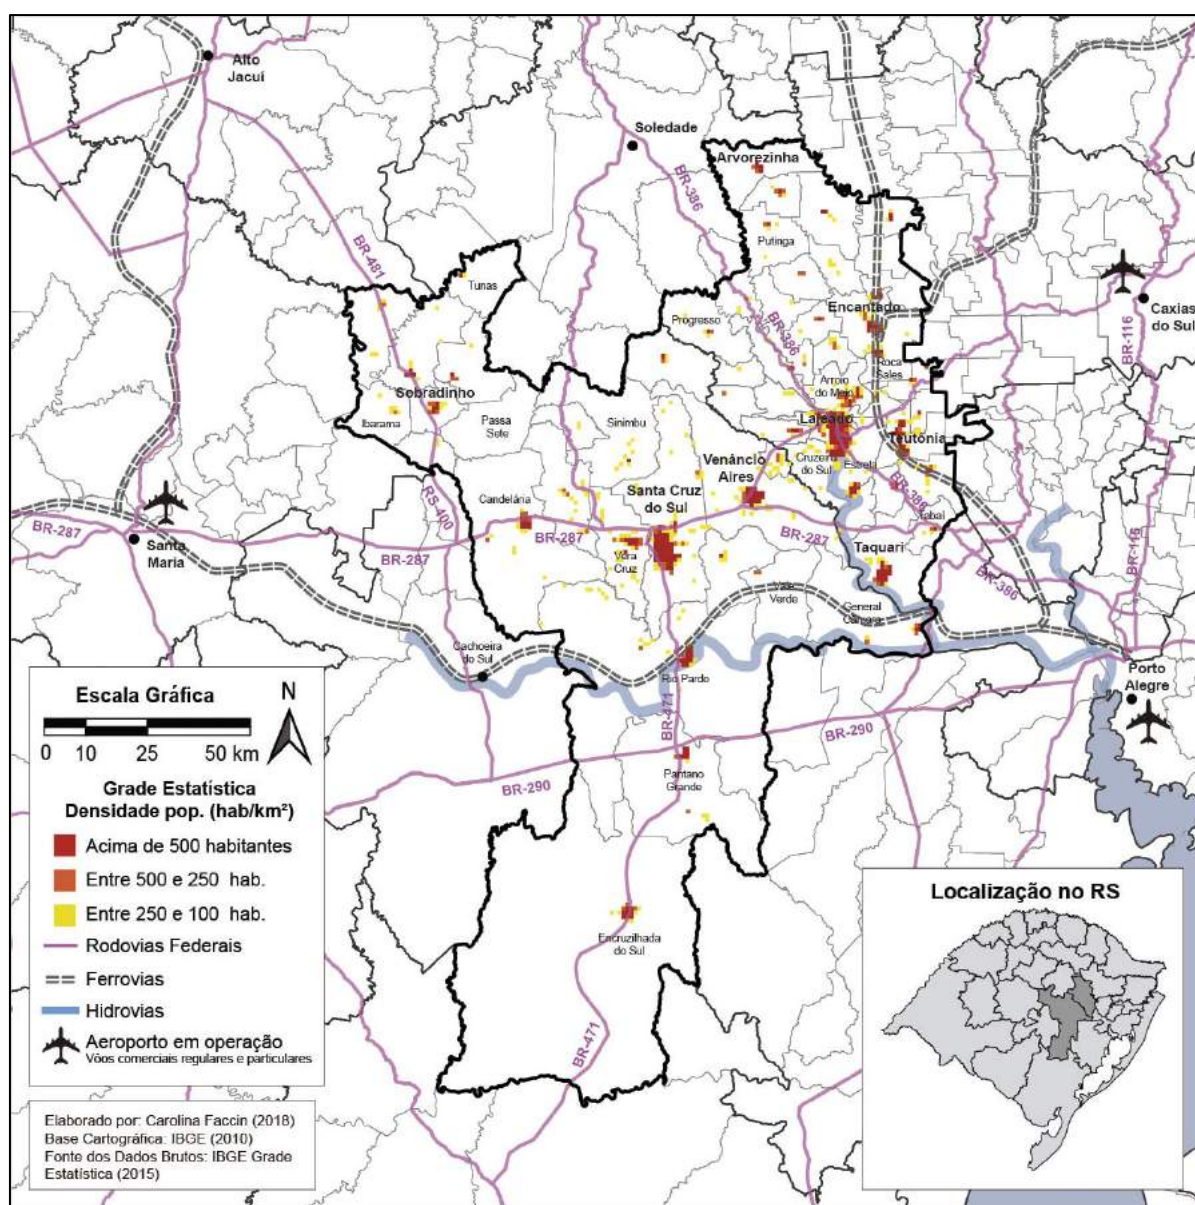 Alto
Jacuí
Soledade
Arvorezinha
BR-386
Putinga
BR-481
Tunas
Caxias
do Sul
Encantado
Progresso
BR-386
BR-116
Roca
Sales
Arroio
do Meio
Sobradinho
Lajeado
Ibarama
Passa
Sete
Sinimbu
Teutônia
Venâncio
Aires
Cruzeiro
do Sul
Estrela
BR-386
Candelária
Santa Cruz
do Sul
RS-400
Tabaí
BR-287
Santa
Maria
BR-287
BR-287
BR-287
Vera
Cruz
Taquari
BR-116
BR-386
Vale
Verde
General
Câmara
Cachoeira
do Sul
Rio Pardo
Porto
Alegre
BR-471
BR-290
BR-290
Pantano
Grande
Encruzilhada
do Sul
BR-471
Escala Gráfica
N
0 10 25 50 km
Grade Estatística
Densidade pop. (hab/km²)
Acima de 500 habitantes
Entre 500 e 250 hab.
Entre 250 e 100 hab.
Rodovias Federais
Ferrovias
Hidrovias
Aeroporto em operação
Vôos comerciais regulares e particulares
Elaborado por: Carolina Faccin (2018)
Base Cartográfica: IBGE (2010)
Fonte dos Dados Brutos: IBGE Grade
Estatística (2015)
Localização no RS